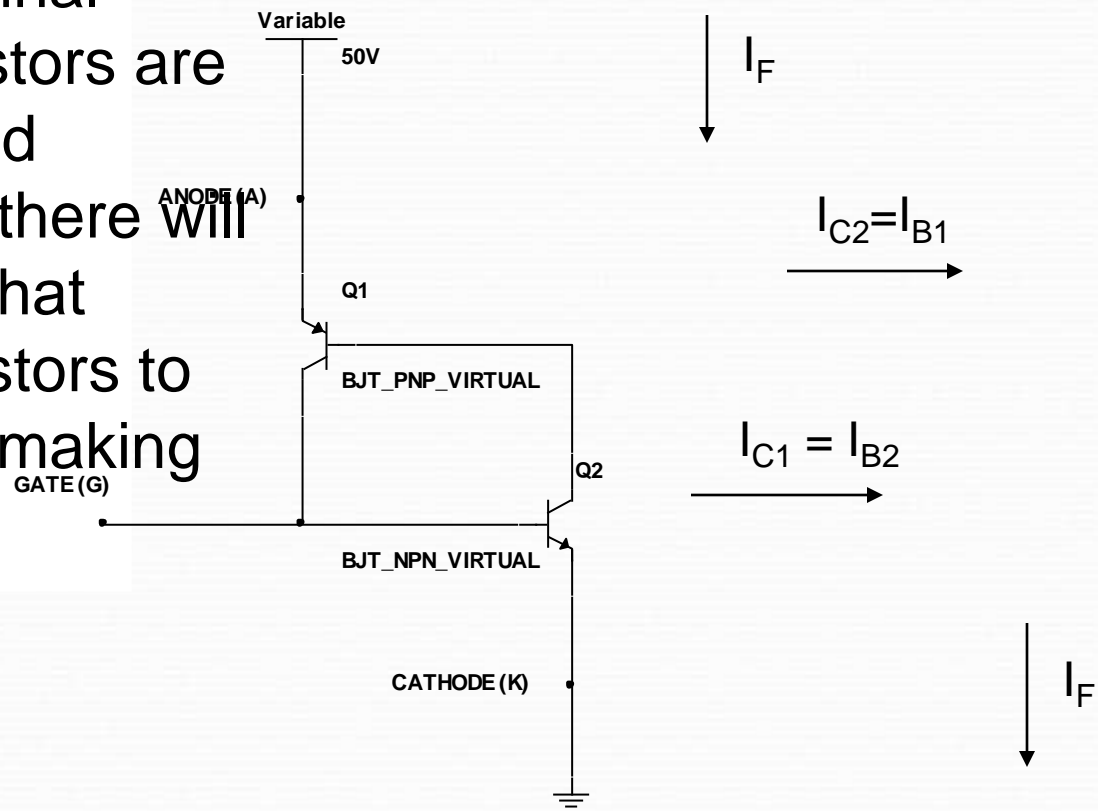 stors are
d
there will
hat
stors to
making
Variable
50V
ANODE(A)
Q1
BJT_PNP_VIRTUAL
Q2
GATE(G)
BJT_NPN_VIRTUAL
CATHODE(K)
I_F
I_C2=I_B1
I_C1 = I_B2
I_F